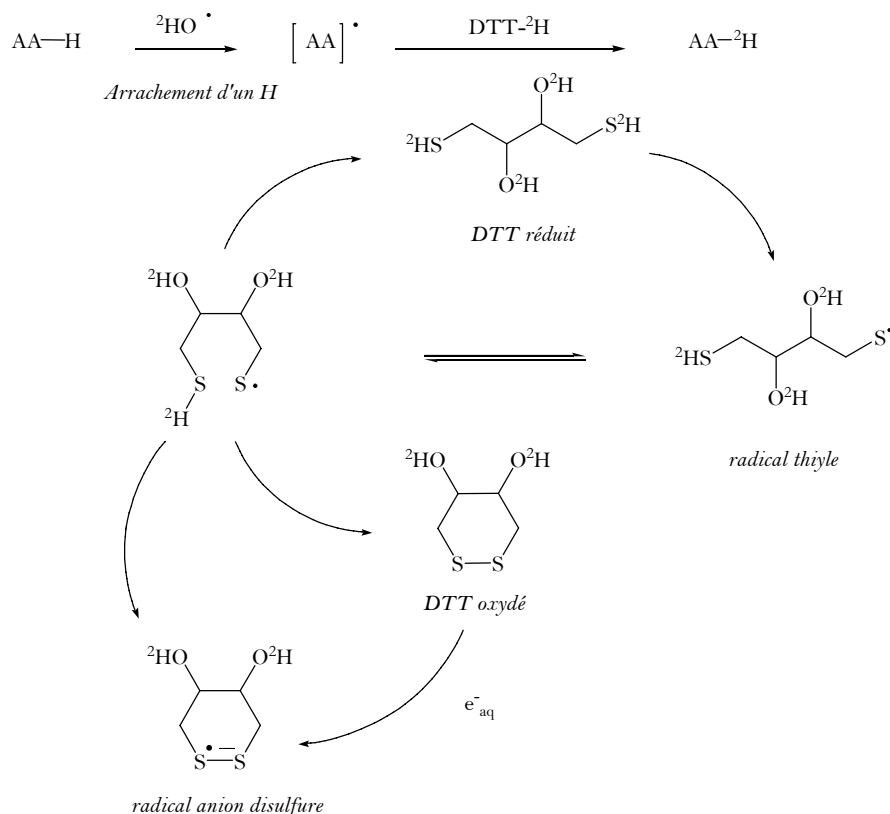 AA—H ²HO • [ AA ] • DTT-²H AA—²H
Arrachement d'un H
O²H
²HS S²H
O²H
DTT réduit
²HO O²H
O²H
²HS S•
S S•
²H
O²H
radical thiyle
²HO O²H
S S
DTT oxydé
²HO O²H
e⁻aq
• –
S S
radical anion disulfure